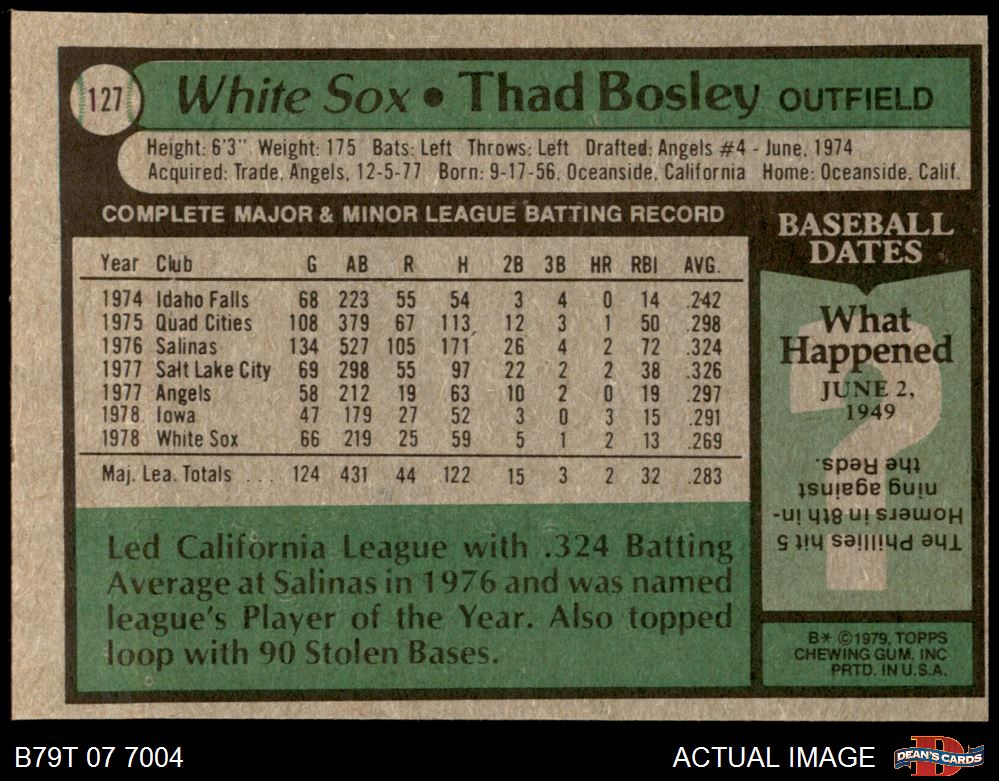 127
White Sox • Thad Bosley OUTFIELD
Height: 6'3" Weight: 175 Bats: Left Throws: Left Drafted: Angels #4 - June, 1974
Acquired: Trade, Angels, 12-5-77 Born: 9-17-56, Oceanside, California Home: Oceanside, Calif.
COMPLETE MAJOR & MINOR LEAGUE BATTING RECORD
Year Club G AB R H 2B 3B HR RBI AVG.
1974 Idaho Falls 68 223 55 54 3 4 0 14 .242
1975 Quad Cities 108 379 67 113 12 3 1 50 .298
1976 Salinas 134 527 105 171 26 4 2 72 .324
1977 Salt Lake City 69 298 55 97 22 2 2 38 .326
1977 Angels 58 212 19 63 10 2 0 19 .297
1978 Iowa 47 179 27 52 3 0 3 15 .291
1978 White Sox 66 219 25 59 5 1 2 13 .269
Maj. Lea. Totals ... 124 431 44 122 15 3 2 32 .283
Led California League with .324 Batting
Average at Salinas in 1976 and was named
league's Player of the Year. Also topped
loop with 90 Stolen Bases.
BASEBALL
DATES
What
Happened
JUNE 2,
1949
?
The Phillies hit 5
Homers in 8th in-
ning against
the Reds.
B* ©1979, TOPPS
CHEWING GUM, INC
PRTD. IN U.S.A.
B79T 07 7004
ACTUAL IMAGE
D
DEAN'S CARDS